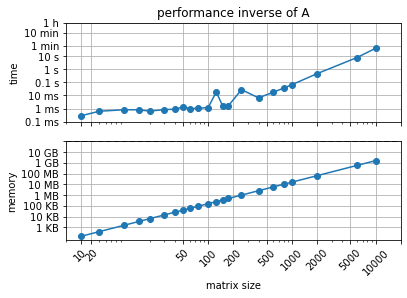 performance inverse of A
time
1 h
10 min
1 min
10 s
1 s
0.1 s
10 ms
1 ms
0.1 ms
memory
10 GB
1 GB
100 MB
10 MB
1 MB
100 KB
10 KB
1 KB
10 20 50 100 200 500 1000 2000 5000 10000
matrix size